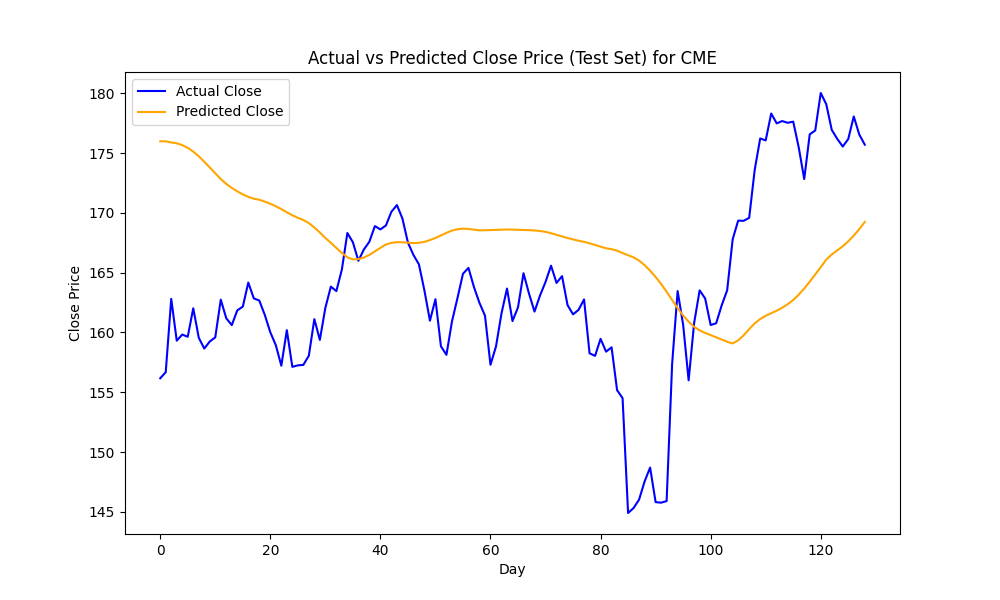 Actual vs Predicted Close Price (Test Set) for CME
Actual Close
Predicted Close
Close Price
180
175
170
165
160
155
150
145
0 20 40 60 80 100 120
Day